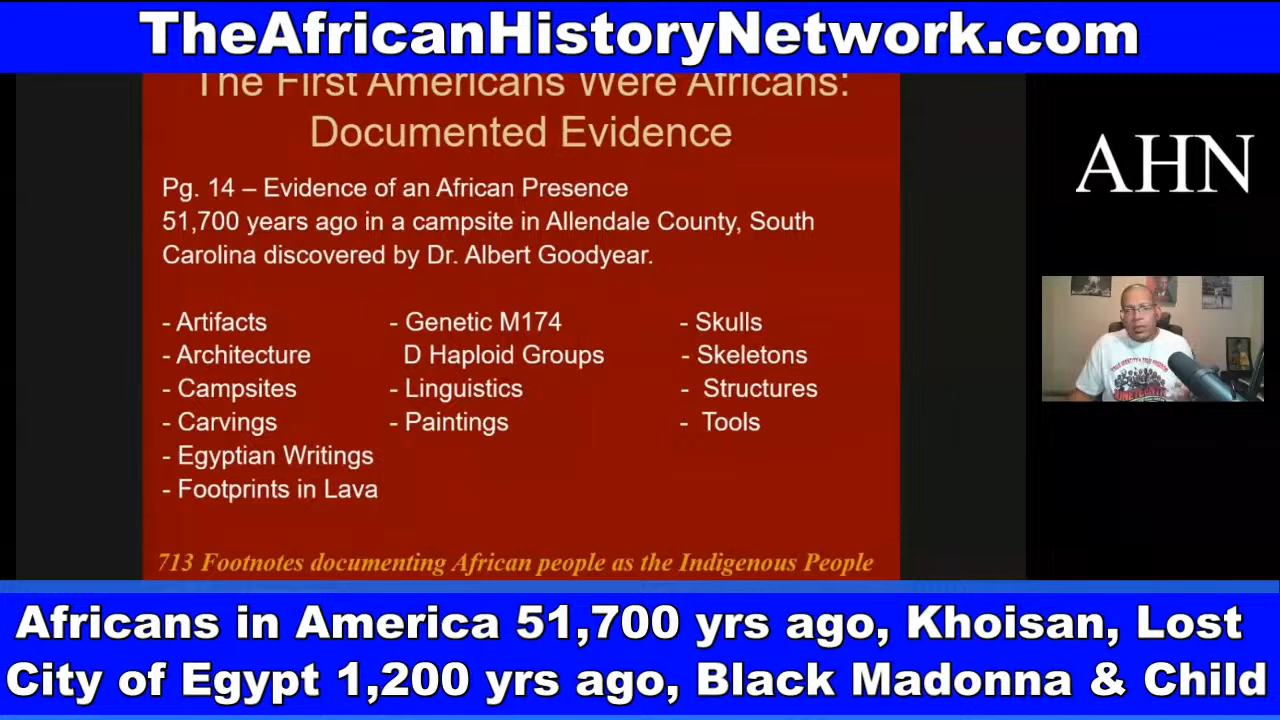 TheAfricanHistoryNetwork.com
The First Americans Were Africans:
Documented Evidence
AHN
Pg. 14 – Evidence of an African Presence
51,700 years ago in a campsite in Allendale County, South
Carolina discovered by Dr. Albert Goodyear.
- Artifacts
- Architecture
- Campsites
- Carvings
- Egyptian Writings
- Footprints in Lava
- Genetic M174
D Haploid Groups
- Linguistics
- Paintings
- Skulls
- Skeletons
- Structures
- Tools
713 Footnotes documenting African people as the Indigenous People
Africans in America 51,700 yrs ago, Khoisan, Lost
City of Egypt 1,200 yrs ago, Black Madonna & Child